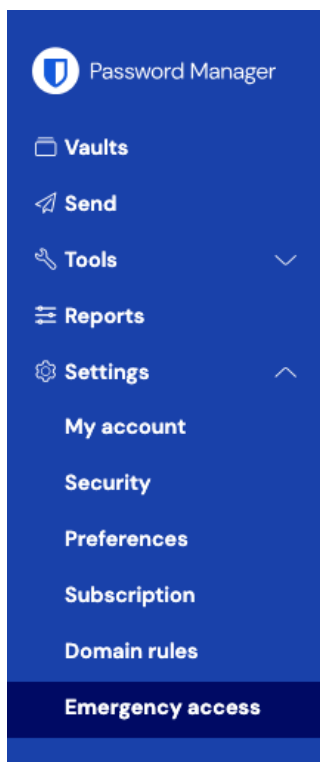 Password Manager
Vaults
Send
Tools
Reports
Settings
My account
Security
Preferences
Subscription
Domain rules
Emergency access